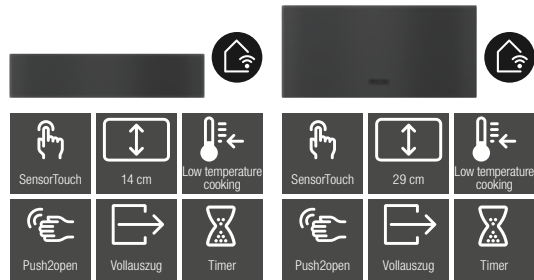 SensorTouch
14 cm
Low temperature
cooking
Push2open
Vollauszug
Timer
SensorTouch
29 cm
Low temperature
cooking
Push2open
Vollauszug
Timer